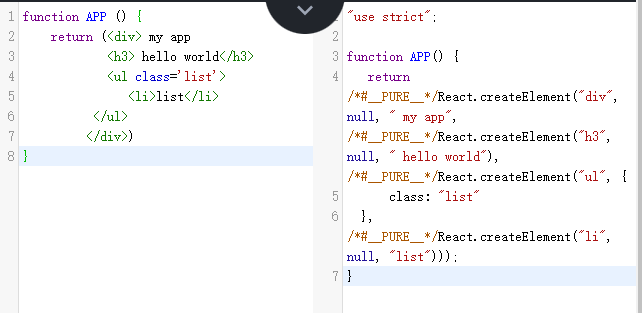 1 function APP () {
2 return (<div> my app
3 <h3> hello world</h3>
4 <ul class='list'>
5 <li>list</li>
6 </ul>
7 </div>)
8 }
"use strict";
2
3 function APP() {
4 return
/*#__PURE__*/React.createElement("div",
null, " my app",
/*#__PURE__*/React.createElement("h3",
null, " hello world"),
/*#__PURE__*/React.createElement("ul", {
5 class: "list"
6 },
/*#__PURE__*/React.createElement("li",
null, "list")));
7 }